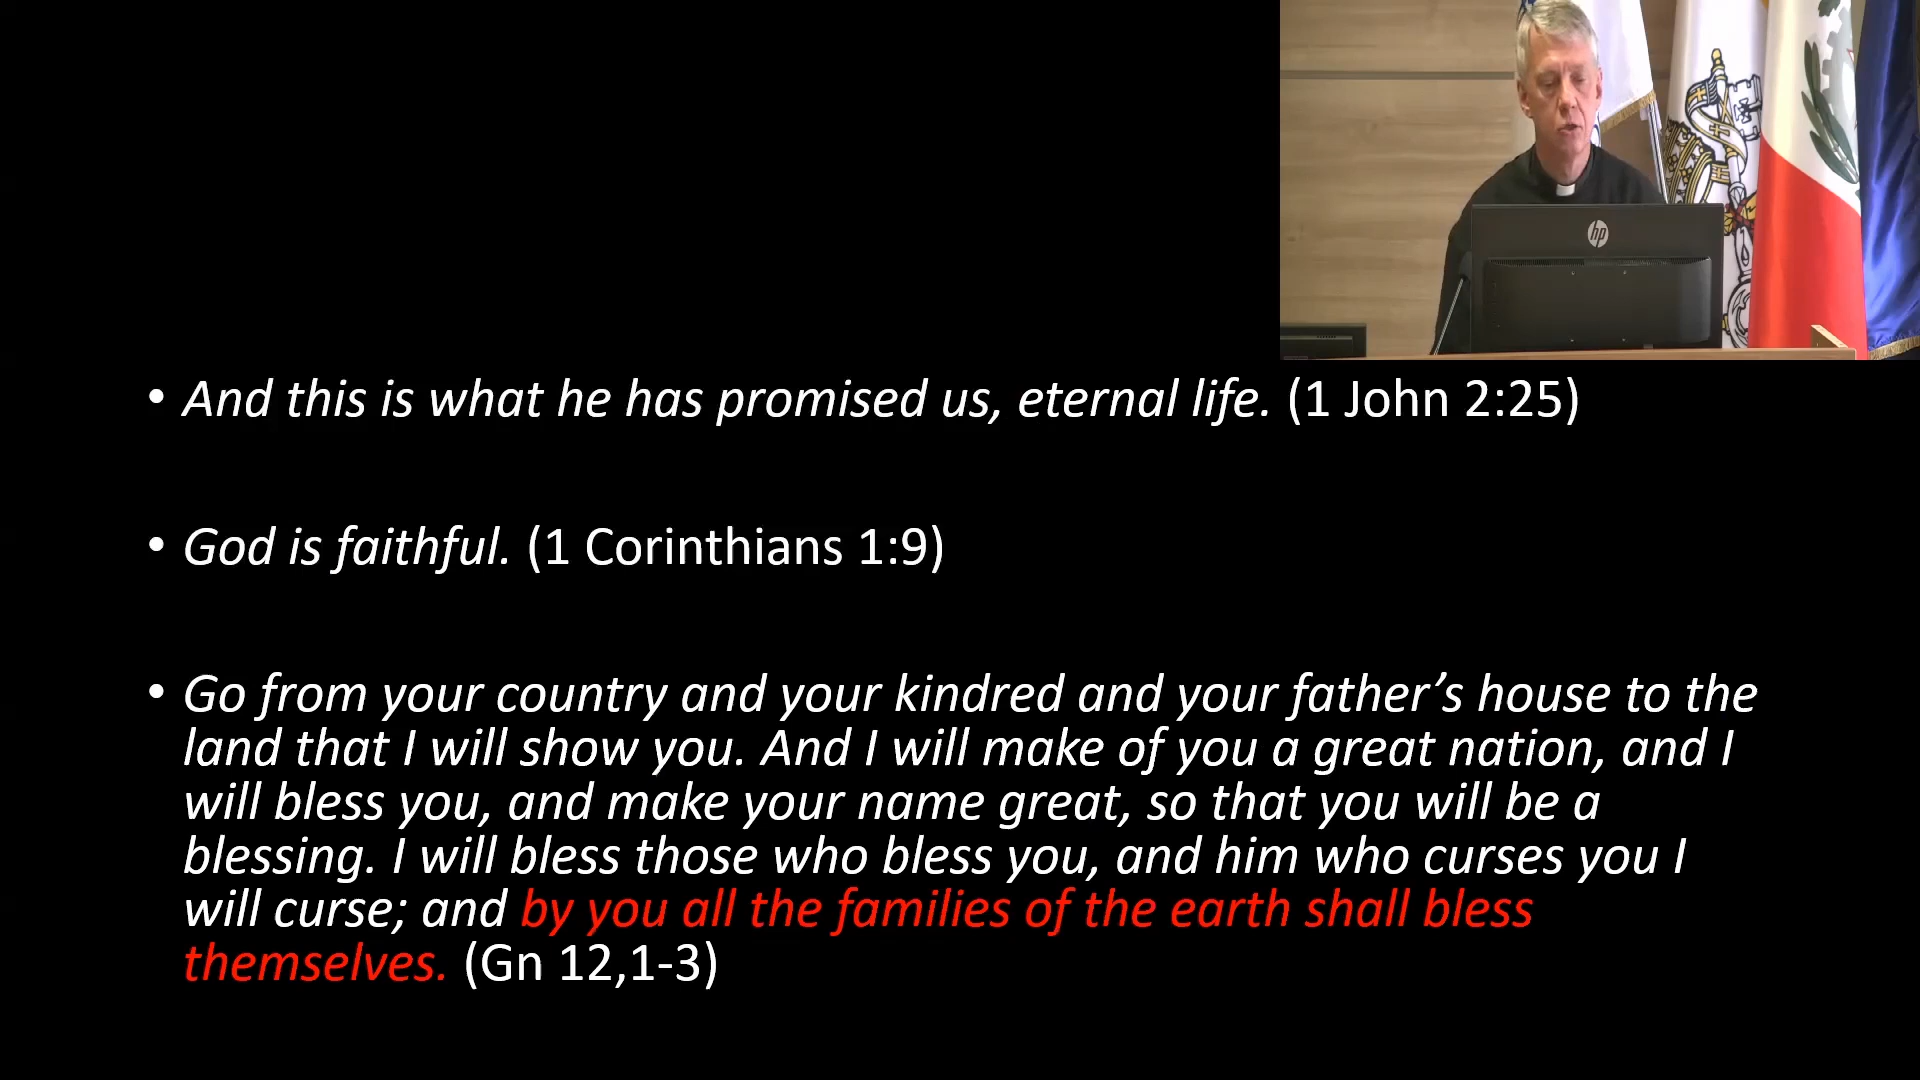 hp
• And this is what he has promised us, eternal life. (1 John 2:25)
• God is faithful. (1 Corinthians 1:9)
• Go from your country and your kindred and your father’s house to the
land that I will show you. And I will make of you a great nation, and I
will bless you, and make your name great, so that you will be a
blessing. I will bless those who bless you, and him who curses you I
will curse; and by you all the families of the earth shall bless
themselves. (Gn 12,1-3)